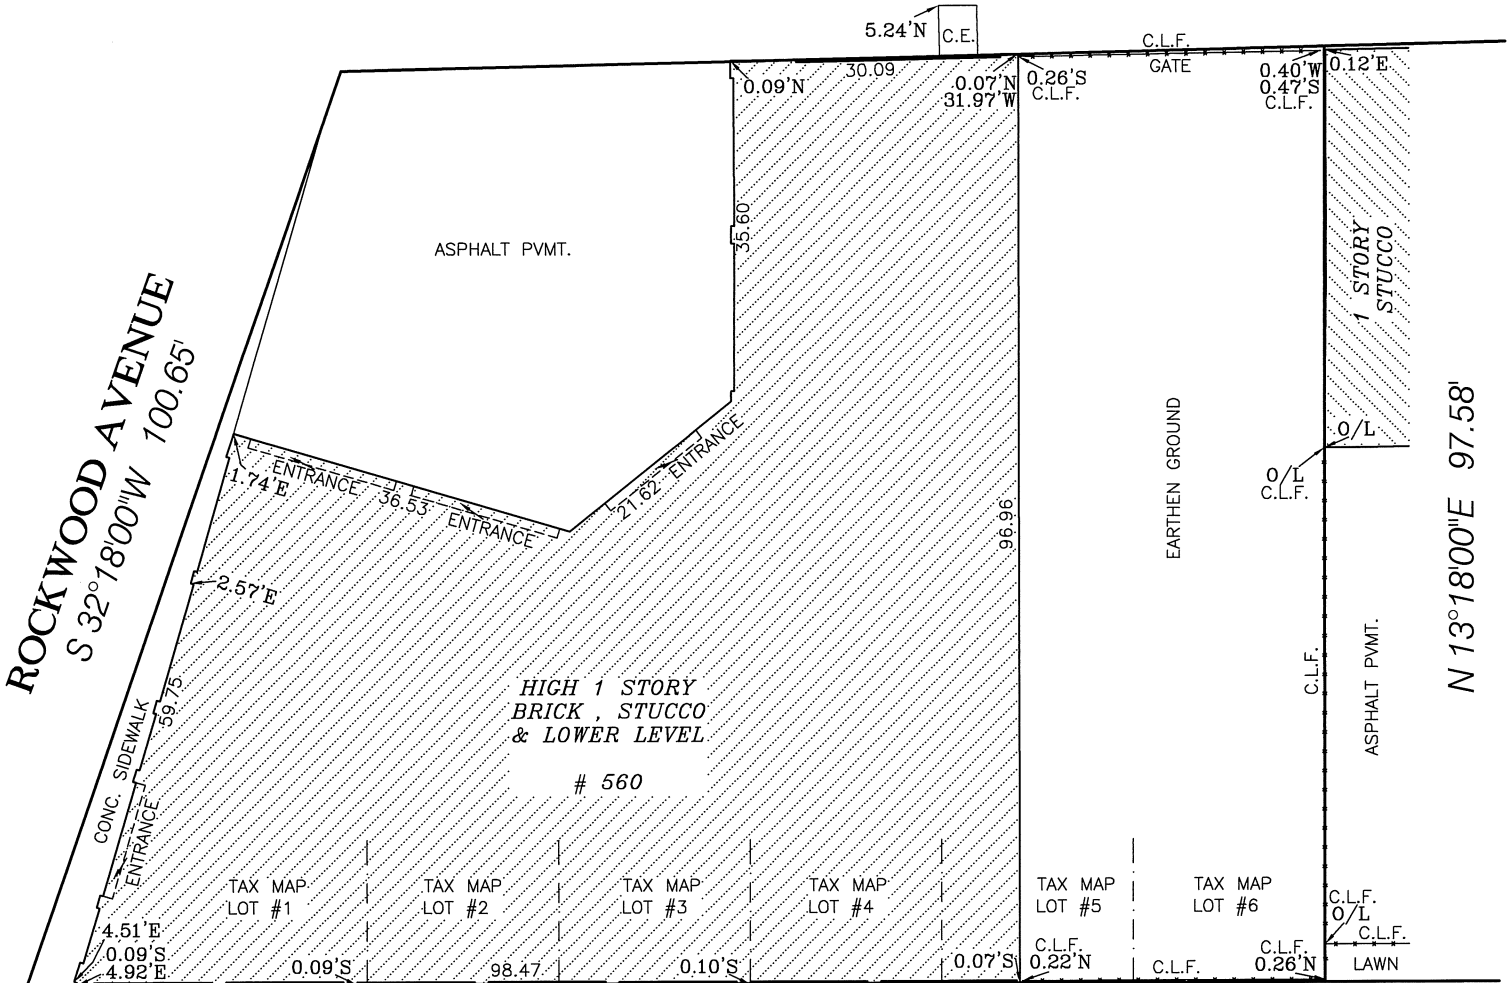 5.24'N
C.E.
C.L.F.
GATE
30.09
0.09'N
0.07'N
31.97'W
0.26'S
C.L.F.
0.40'W
0.47'S
C.L.F.
0.12'E
ASPHALT PVMT.
35.60
1 STORY
STUCCO
ROCKWOOD AVENUE
S 32°18'00"W 100.65'
N 13°18'00"E 97.58'
O/L
O/L
C.L.F.
ENTRANCE
1.74'E
36.53
ENTRANCE
21.62
ENTRANCE
96.96
EARTHEN GROUND
2.57'E
59.75
CONC. SIDEWALK
ENTRANCE
HIGH 1 STORY
BRICK , STUCCO
& LOWER LEVEL
# 560
C.L.F.
ASPHALT PVMT.
TAX MAP
LOT #1
TAX MAP
LOT #2
TAX MAP
LOT #3
TAX MAP
LOT #4
TAX MAP
LOT #5
TAX MAP
LOT #6
C.L.F.
O/L
C.L.F.
LAWN
4.51'E
0.09'S
4.92'E
0.09'S
98.47
0.10'S
0.07'S
C.L.F.
0.22'N
C.L.F.
C.L.F.
0.26'N